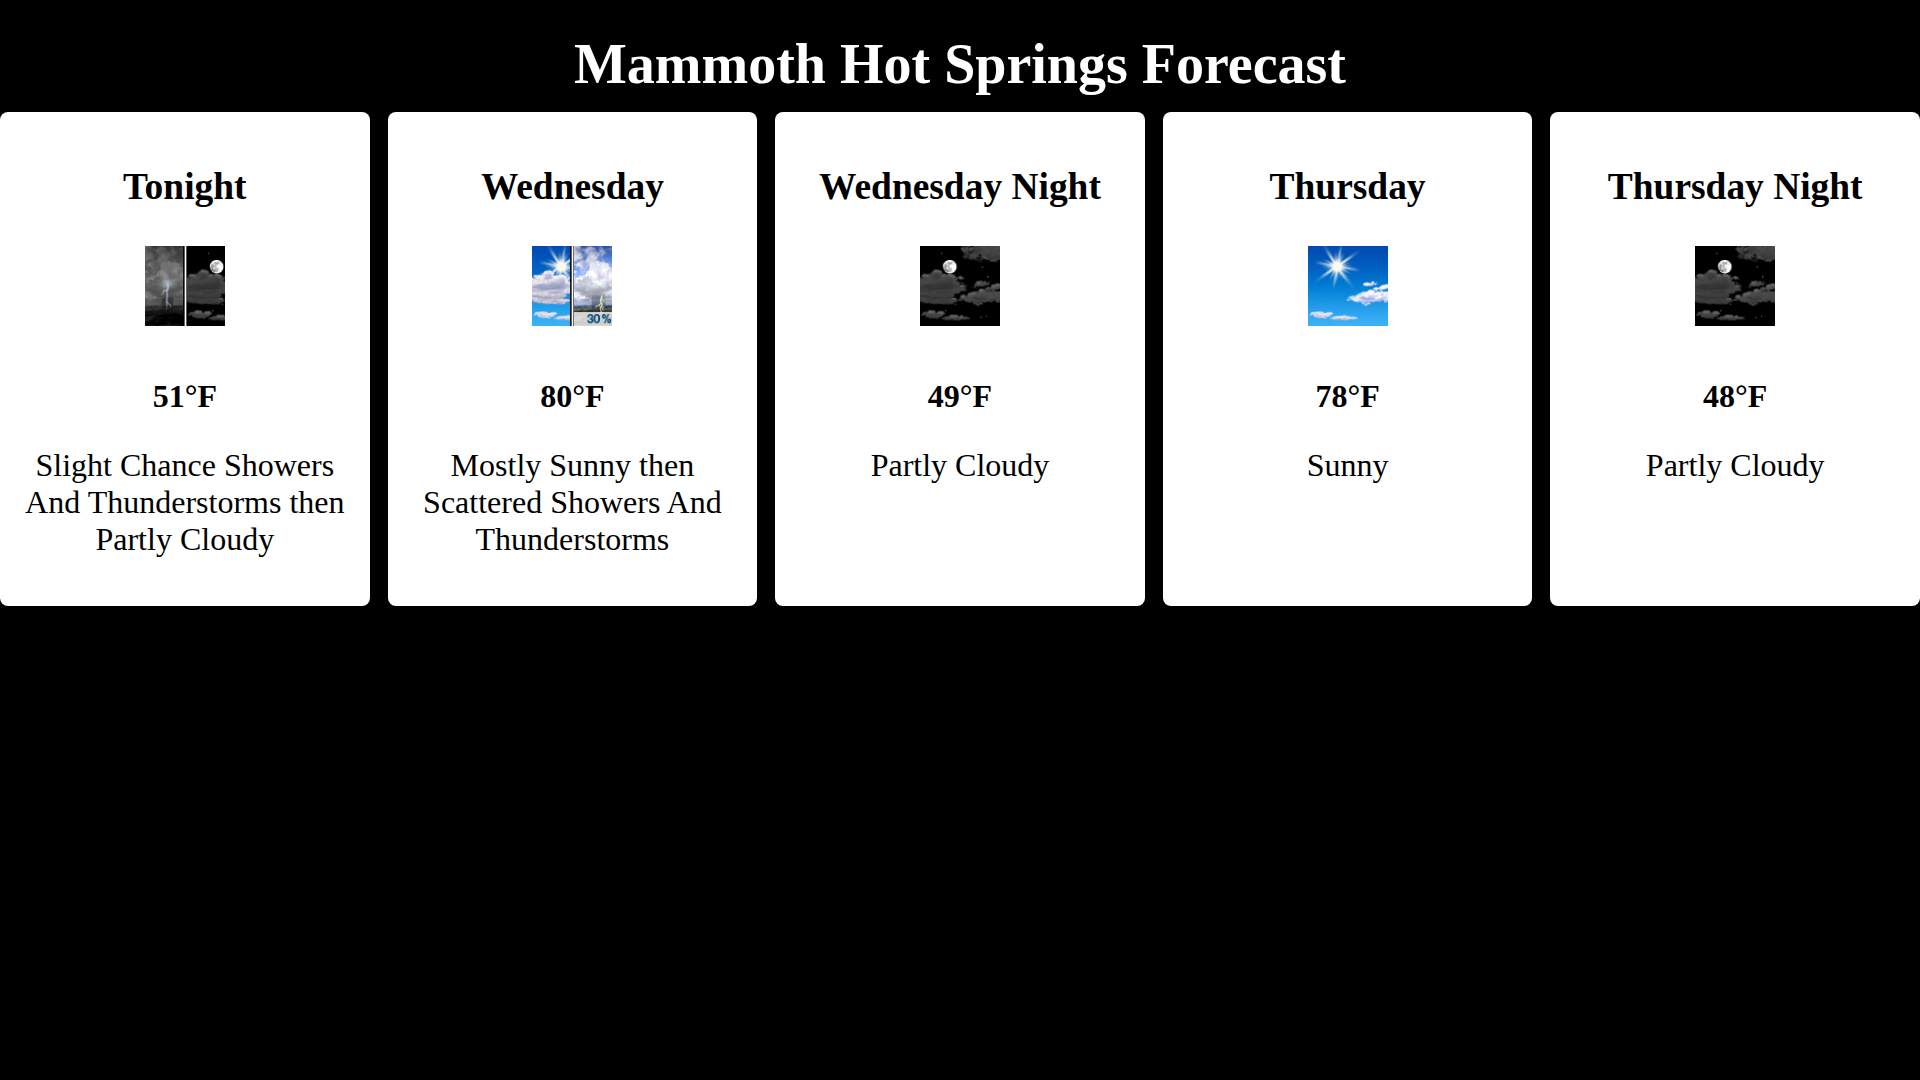 Mammoth Hot Springs Forecast
Tonight
51°F
Slight Chance Showers
And Thunderstorms then
Partly Cloudy
Wednesday
30%
80°F
Mostly Sunny then
Scattered Showers And
Thunderstorms
Wednesday Night
49°F
Partly Cloudy
Thursday
78°F
Sunny
Thursday Night
48°F
Partly Cloudy